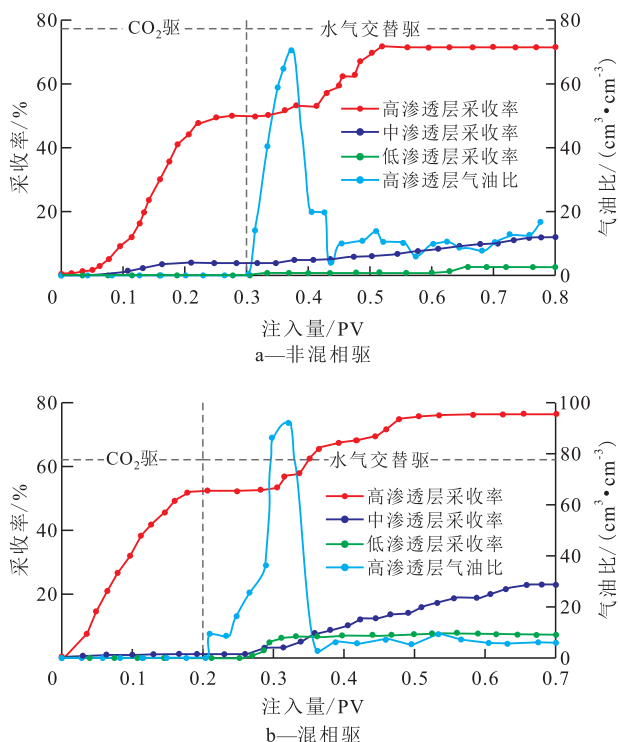 80
60
40
20
0
CO₂驱
水气交替驱
80
60
40
20
0
采收率/%
气油比/(cm³•cm⁻³)
高渗透层采收率
中渗透层采收率
低渗透层采收率
高渗透层气油比
0 0.1 0.2 0.3 0.4 0.5 0.6 0.7 0.8
注入量/PV
a—非混相驱
80
60
40
20
0
CO₂驱
水气交替驱
100
80
60
40
20
0
采收率/%
气油比/(cm³•cm⁻³)
高渗透层采收率
中渗透层采收率
低渗透层采收率
高渗透层气油比
0.1 0.2 0.3 0.4 0.5 0.6 0.7
注入量/PV
b—混相驱